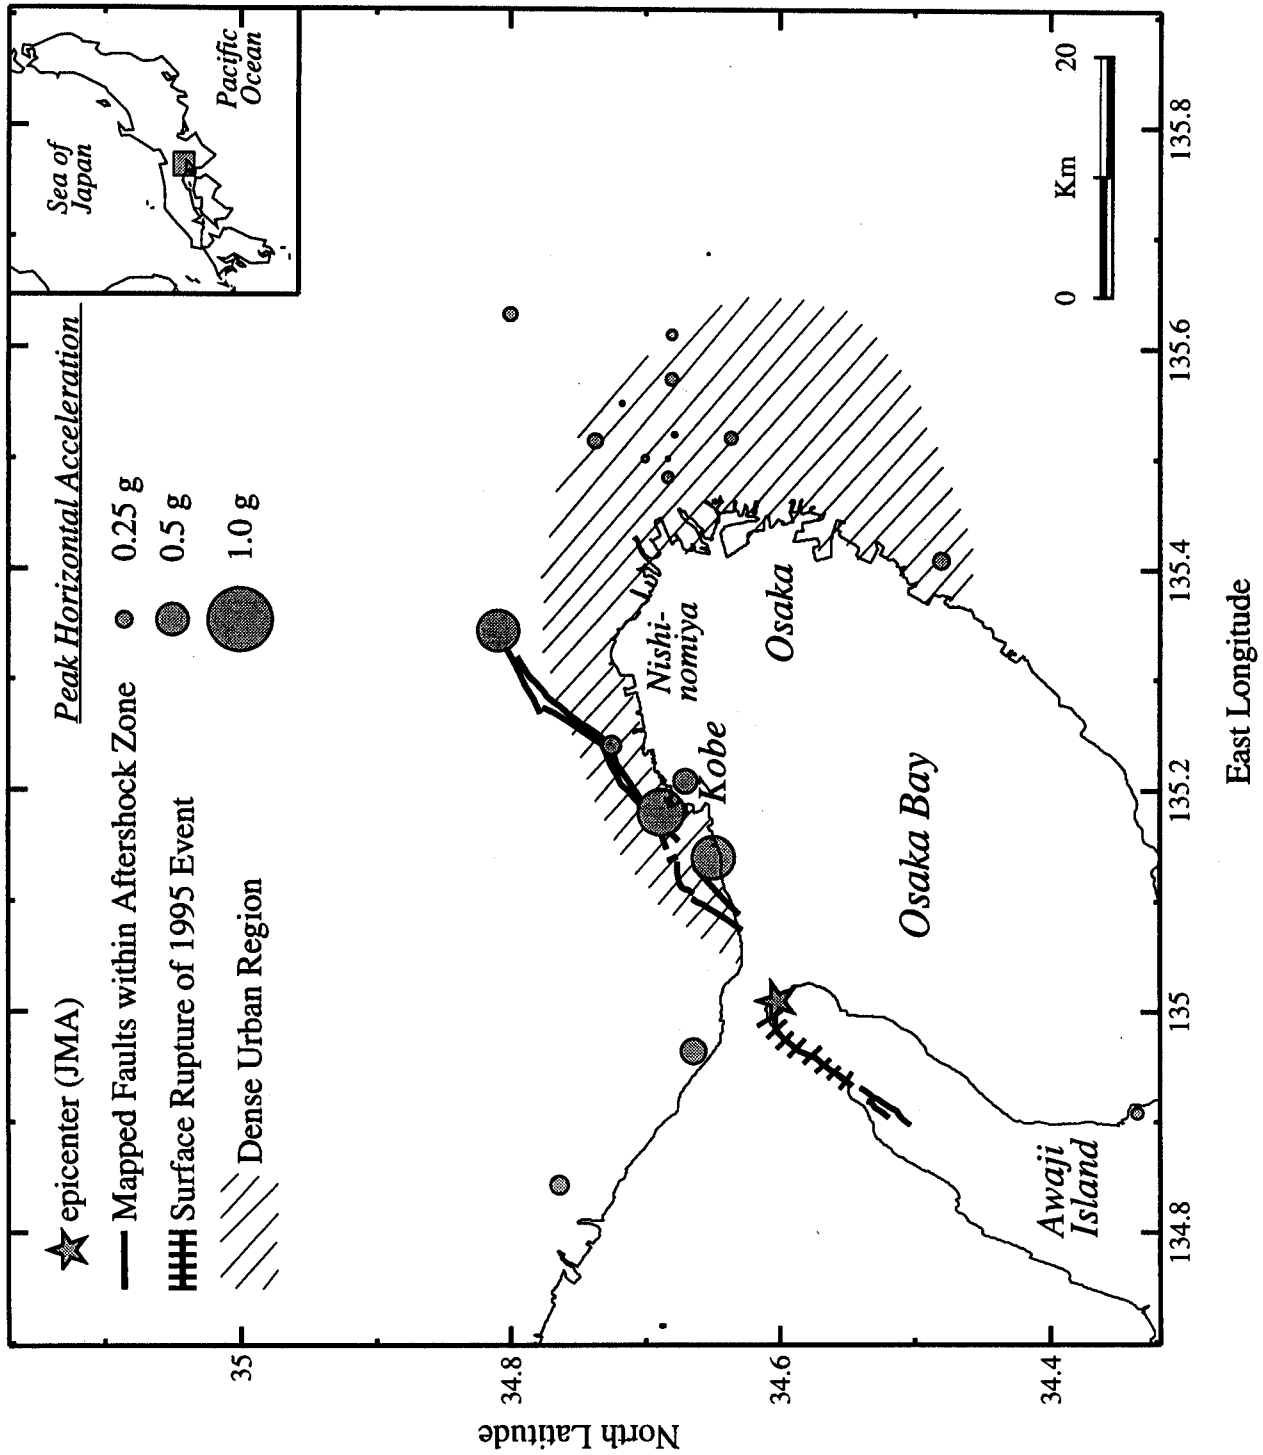 Sea of
Japan
Pacific
Ocean
epicenter (JMA)
Mapped Faults within Aftershock Zone
Surface Rupture of 1995 Event
Dense Urban Region
Peak Horizontal Acceleration
0.25 g
0.5 g
1.0 g
Nishi-
nomiya
Kobe
Osaka
Osaka Bay
Awaji
Island
0 Km 20
North Latitude
35
34.8
34.6
34.4
134.8 135 135.2 135.4 135.6 135.8
East Longitude